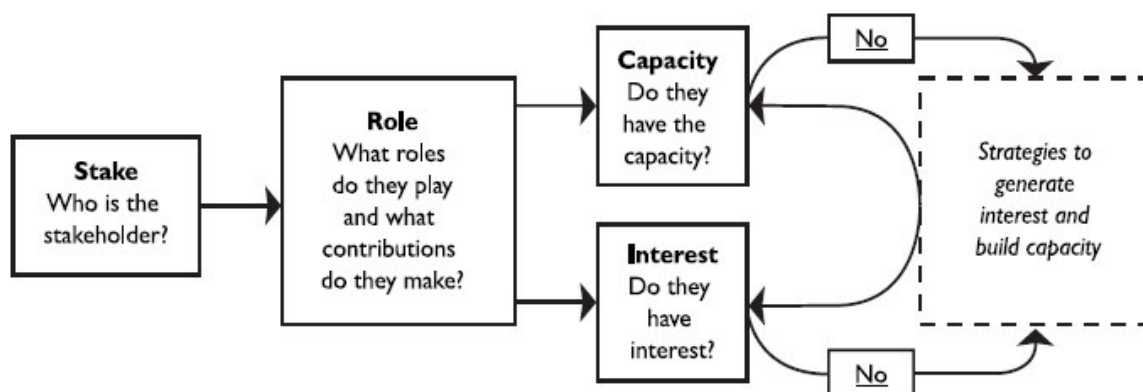 Stake
Who is the
stakeholder?
Role
What roles
do they play
and what
contributions
do they make?
Capacity
Do they
have the
capacity?
Interest
Do they
have
interest?
No
No
Strategies to
generate
interest and
build capacity